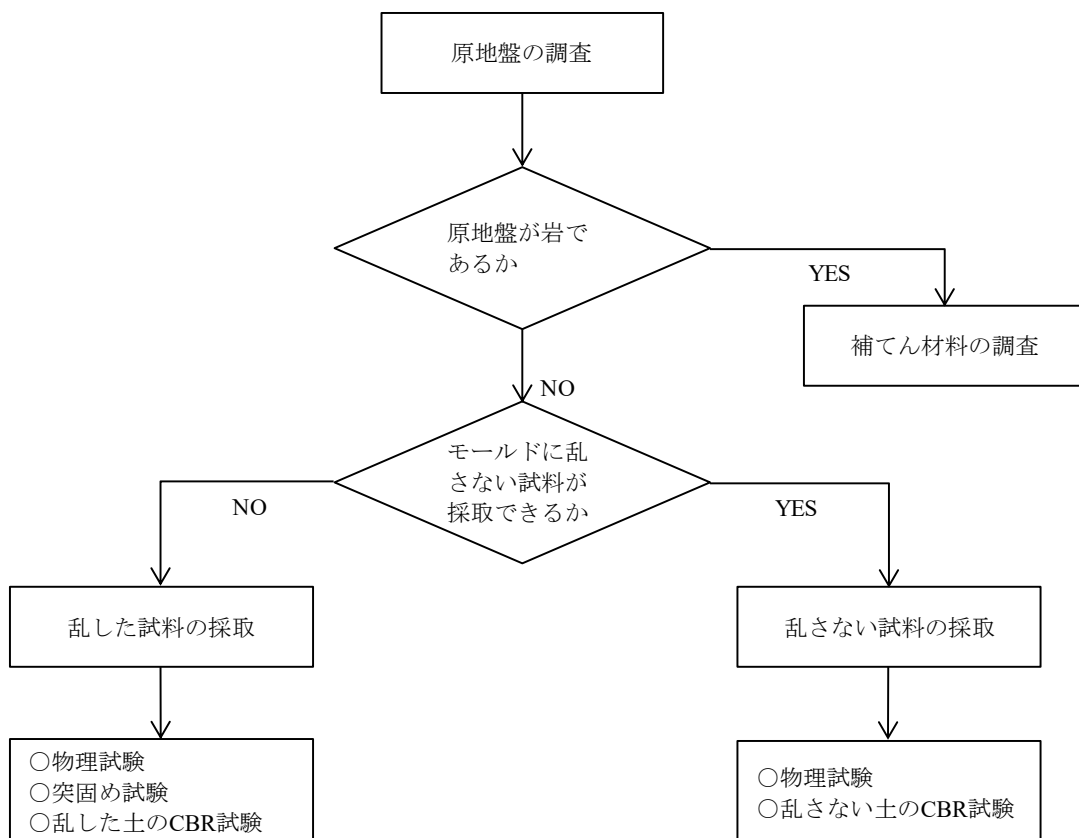 原地盤の調査
原地盤が岩で
あるか
YES
補てん材料の調査
NO
モールドに乱
さない試料が
採取できるか
NO
YES
乱した試料の採取
乱さない試料の採取
○物理試験
○突固め試験
○乱した土のCBR試験
○物理試験
○乱さない土のCBR試験